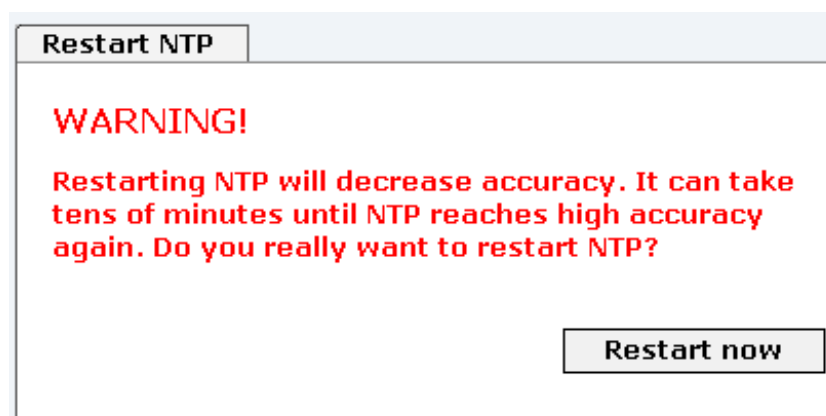 Restart NTP
WARNING!
Restarting NTP will decrease accuracy. It can take
tens of minutes until NTP reaches high accuracy
again. Do you really want to restart NTP?
Restart now